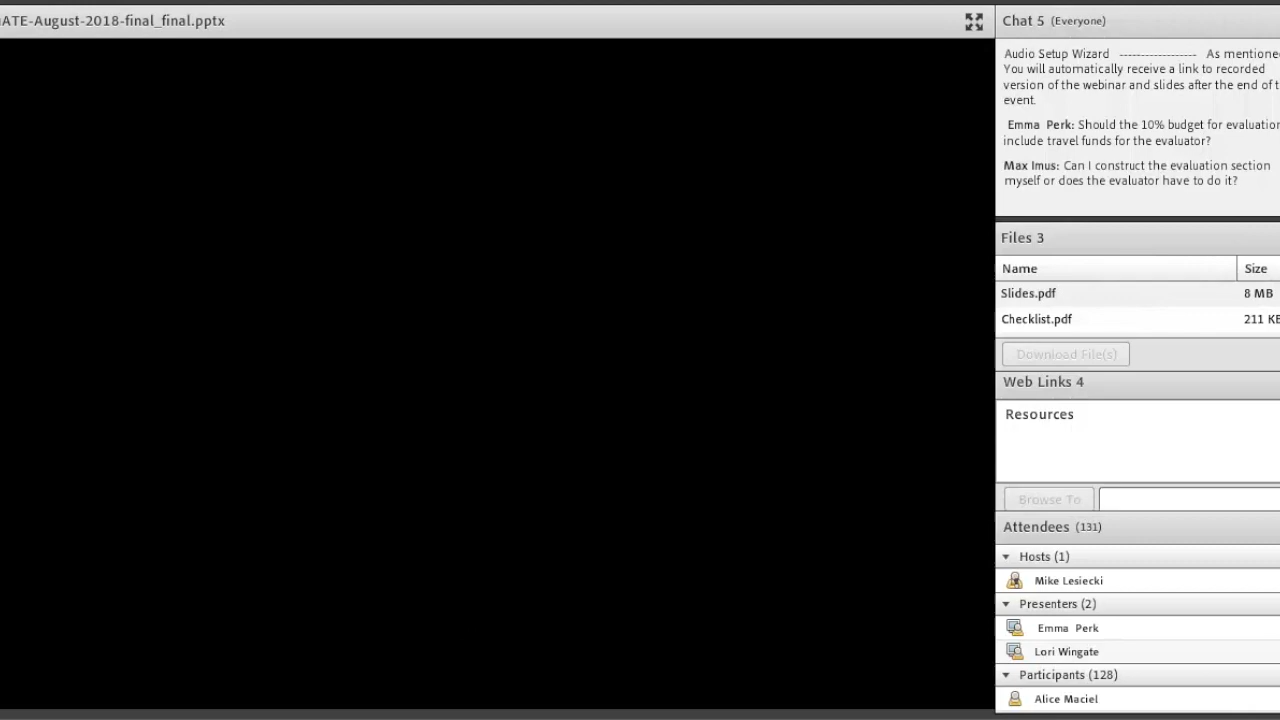 ATE-August-2018-final_final.pptx
Chat 5 (Everyone)
Audio Setup Wizard ------------------ As mentioned
You will automatically receive a link to recorded
version of the webinar and slides after the end of t
event.
Emma Perk: Should the 10% budget for evaluation
include travel funds for the evaluator?
Max Imus: Can I construct the evaluation section
myself or does the evaluator have to do it?
Files 3
Name Size
Slides.pdf 8 MB
Checklist.pdf 211 KB
Download File(s)
Web Links 4
Resources
Browse To
Attendees (131)
Hosts (1)
Mike Lesiecki
Presenters (2)
Emma Perk
Lori Wingate
Participants (128)
Alice Maciel